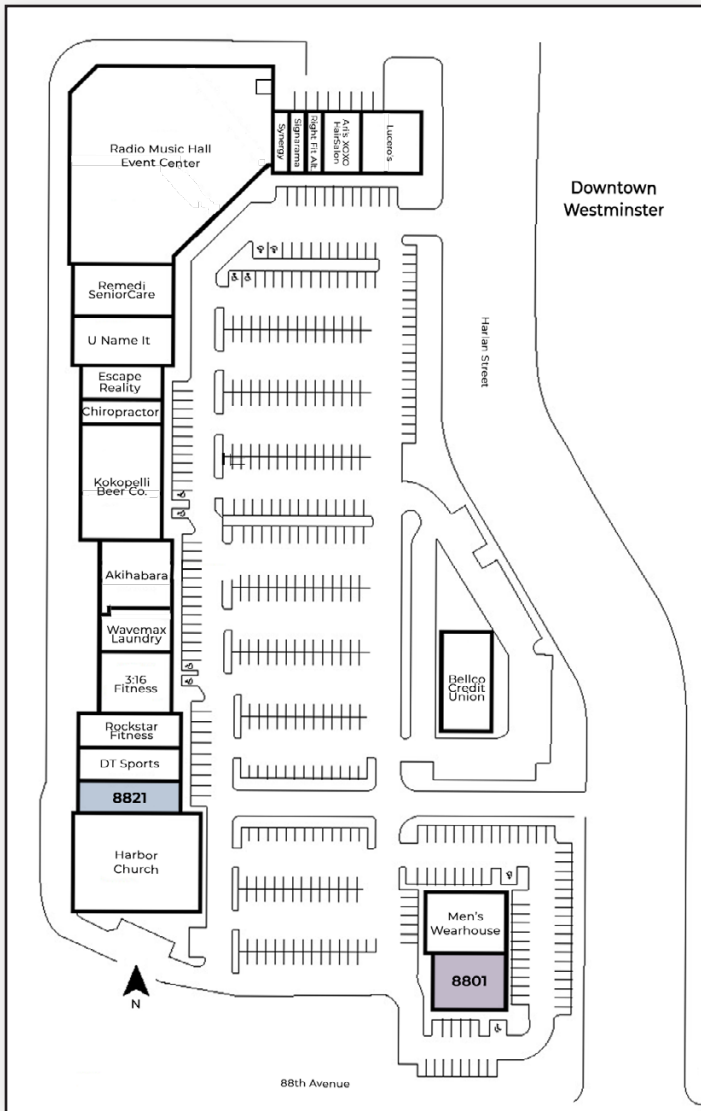 Radio Music Hall
Event Center
Synergy
Signarama
Right Fit Alt.
Ari's XOXO
HairSalon
Lucero's
Downtown
Westminster
Remedi
SeniorCare
U Name It
Harlan Street
Escape
Reality
Chiropractor
Kokopelli
Beer Co.
Akihabara
Wavemax
Laundry
3:16
Fitness
Bellco
Credit
Union
Rockstar
Fitness
DT Sports
8821
Harbor
Church
Men's
Wearhouse
8801
N
88th Avenue